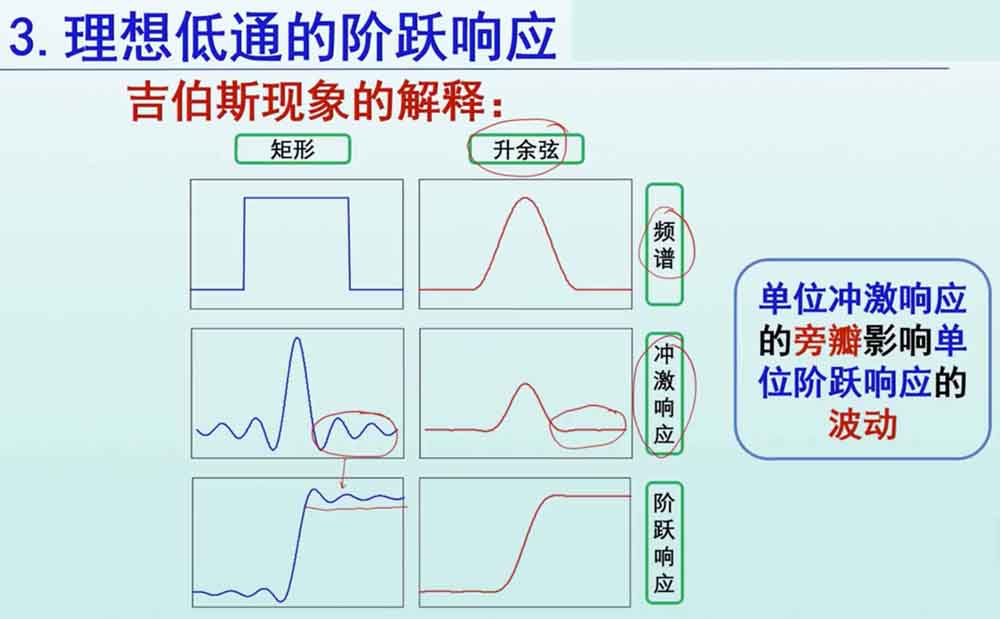 3.理想低通的阶跃响应
吉伯斯现象的解释：
矩形
升余弦
频谱
冲激响应
阶跃响应
单位冲激响应
的旁瓣影响单
位阶跃响应的
波动